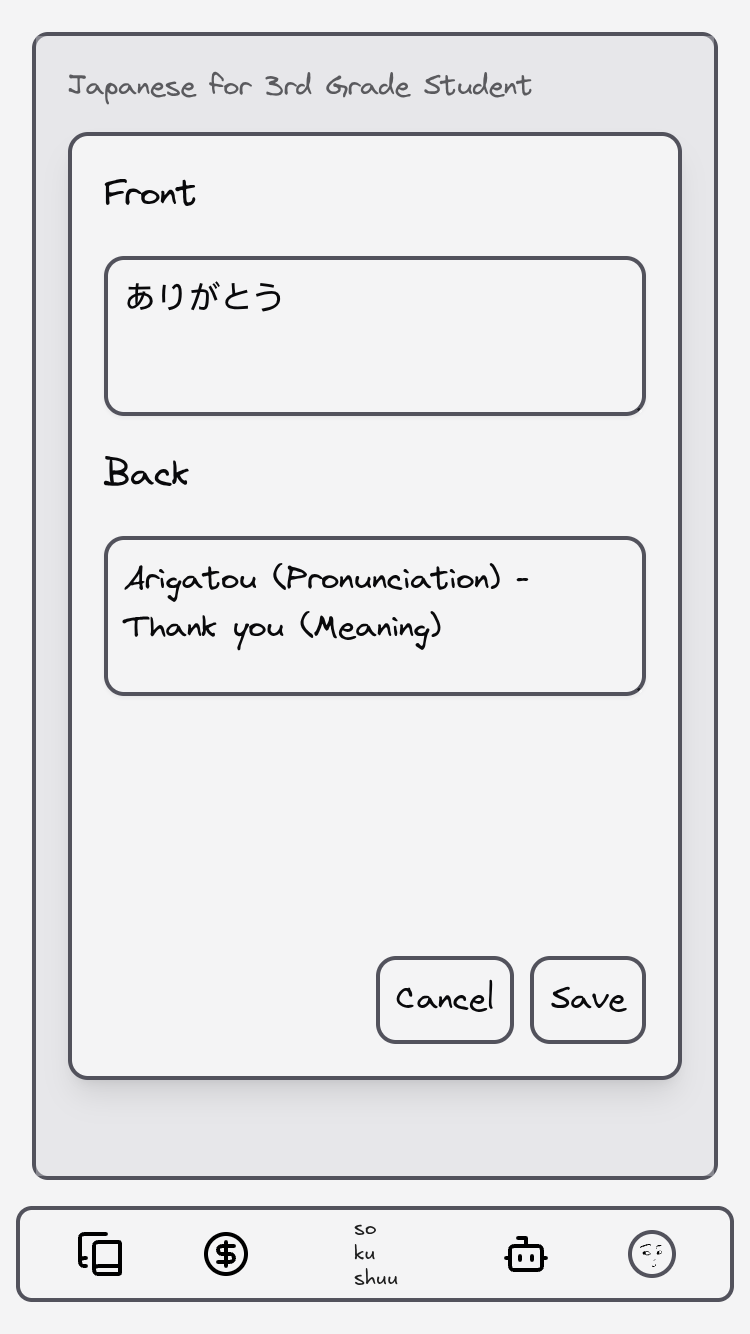 Japanese for 3rd Grade Student
Front
ありがとう
Back
Arigatou (Pronunciation) -
Thank you (Meaning)
Cancel
Save
so
ku
shuu